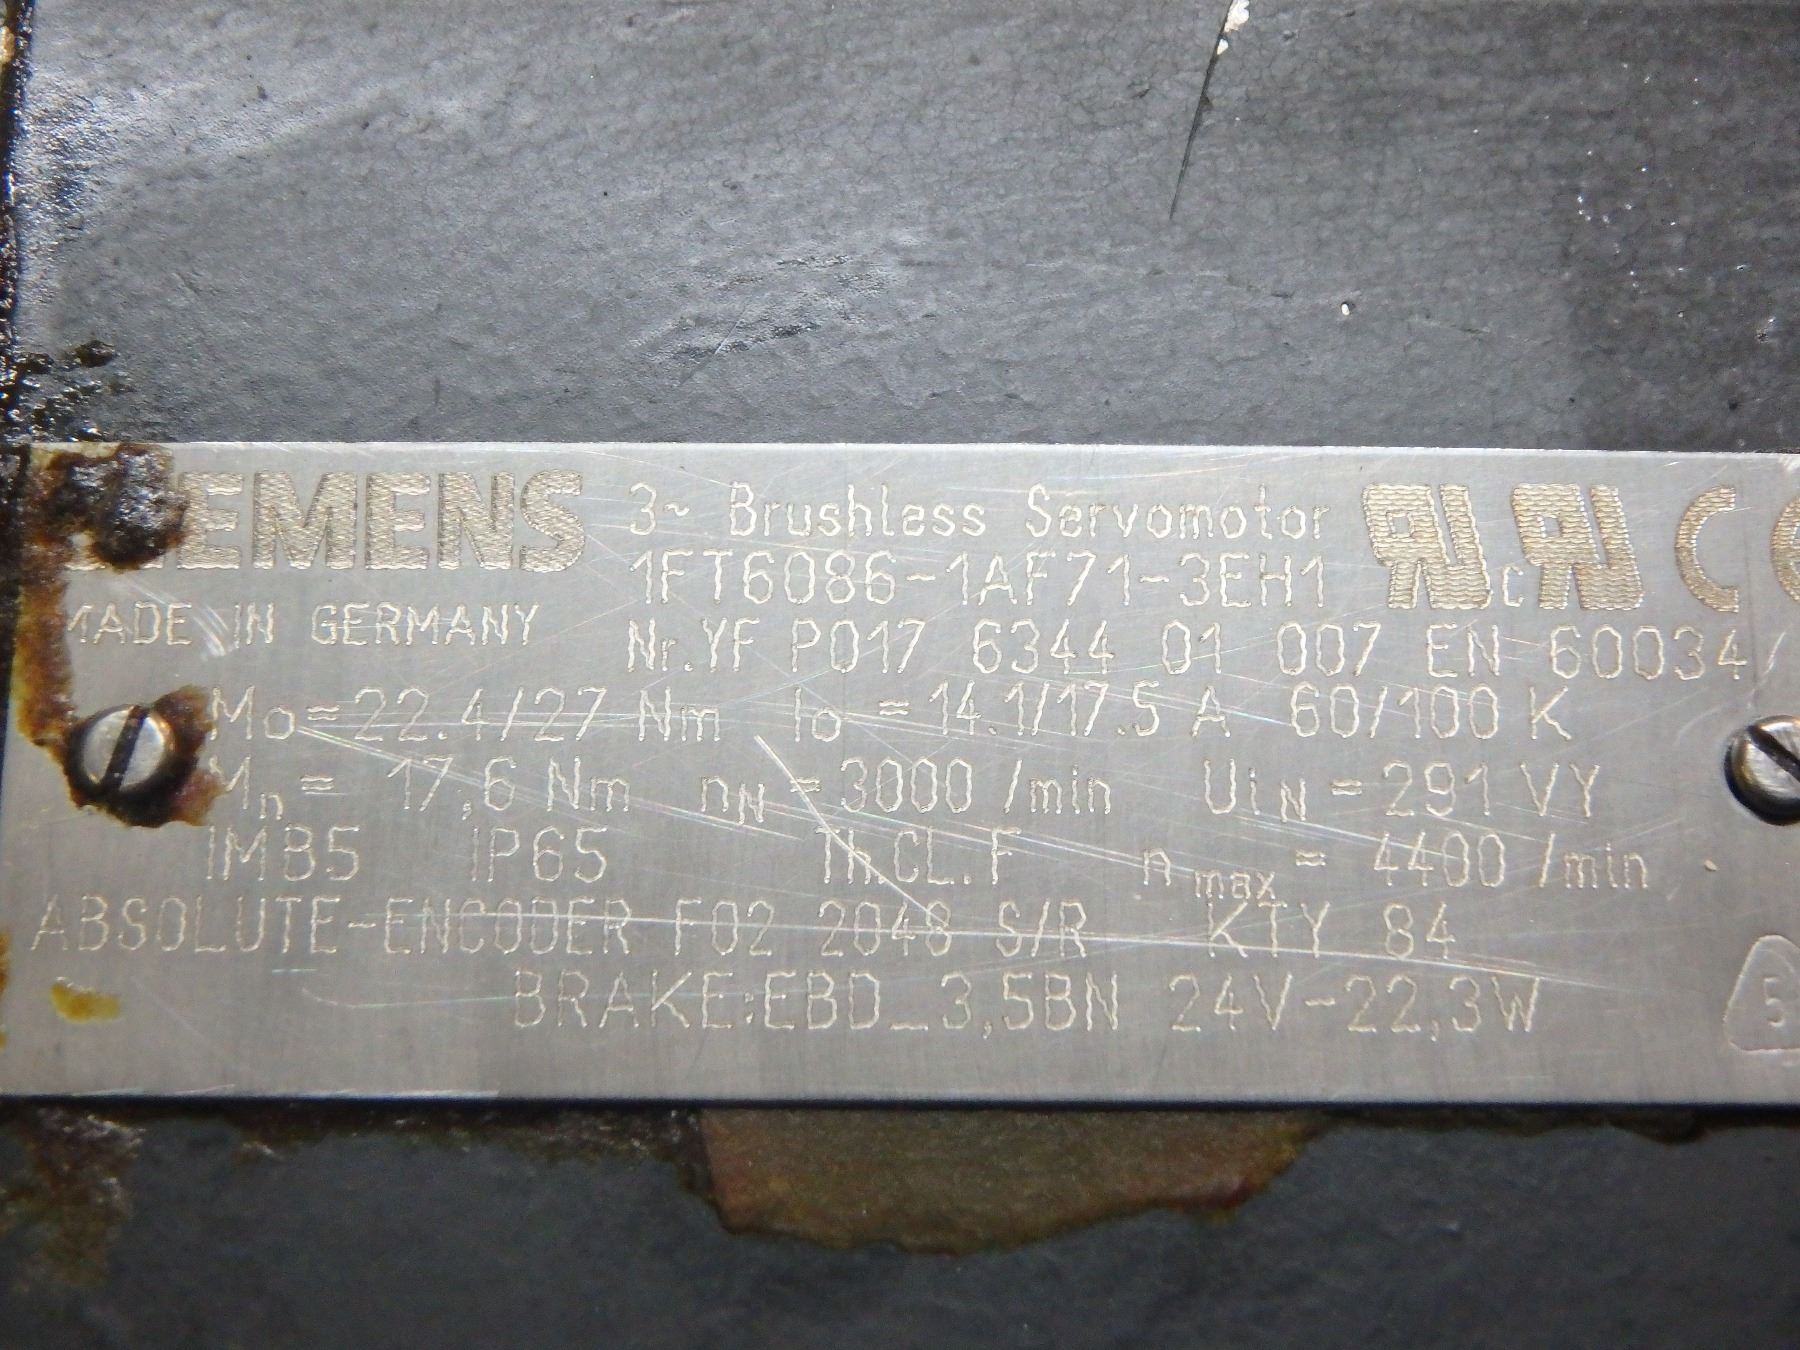 SIEMENS 3~ Brushless Servomotor
1FT6086-1AF71-3EH1 c
MADE IN GERMANY
Nr.YF P017 6344 01 007 EN 60034
Mo=22.4/27 Nm Io =14.1/17.5 A 60/100 K
Mn = 17,6 Nm nN = 3000 /min UiN = 291 VY
IMB5 IP65 Th.CL.F n max = 4400 /min
ABSOLUTE-ENCODER F02 2048 S/R KTY 84
BRAKE:EBD_3,5BN 24V-22,3W
5